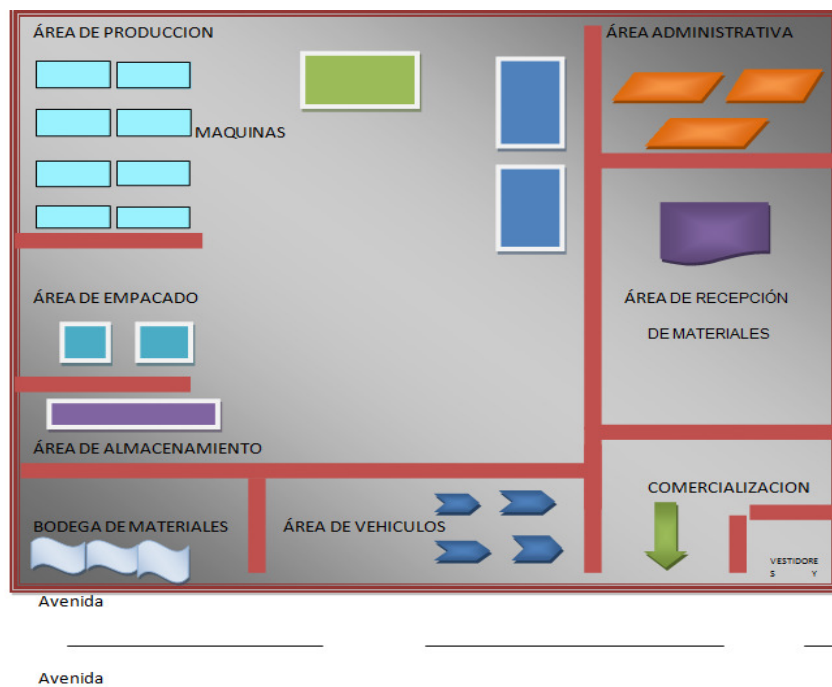 ÁREA DE PRODUCCION
ÁREA ADMINISTRATIVA
MAQUINAS
ÁREA DE EMPACADO
ÁREA DE RECEPCIÓN
DE MATERIALES
ÁREA DE ALMACENAMIENTO
COMERCIALIZACION
BODEGA DE MATERIALES
ÁREA DE VEHICULOS
VESTIDORE
S Y
Avenida
Avenida